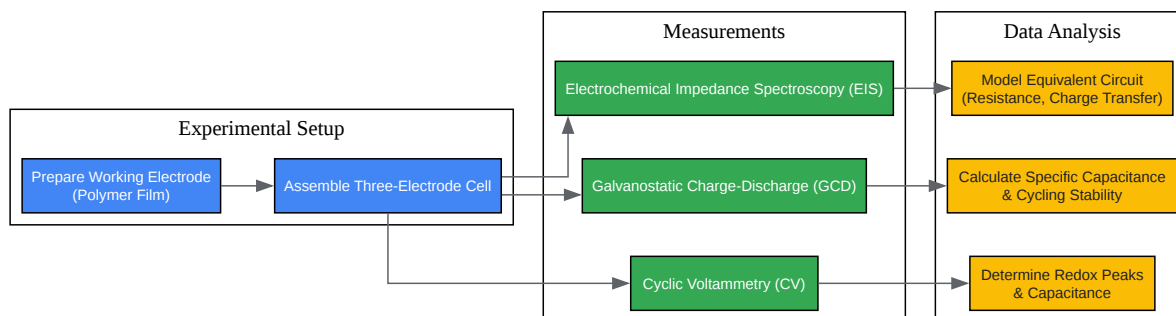 Experimental Setup
Prepare Working Electrode
(Polymer Film)
Assemble Three-Electrode Cell
Measurements
Electrochemical Impedance Spectroscopy (EIS)
Galvanostatic Charge-Discharge (GCD)
Cyclic Voltammetry (CV)
Data Analysis
Model Equivalent Circuit
(Resistance, Charge Transfer)
Calculate Specific Capacitance
& Cycling Stability
Determine Redox Peaks
& Capacitance